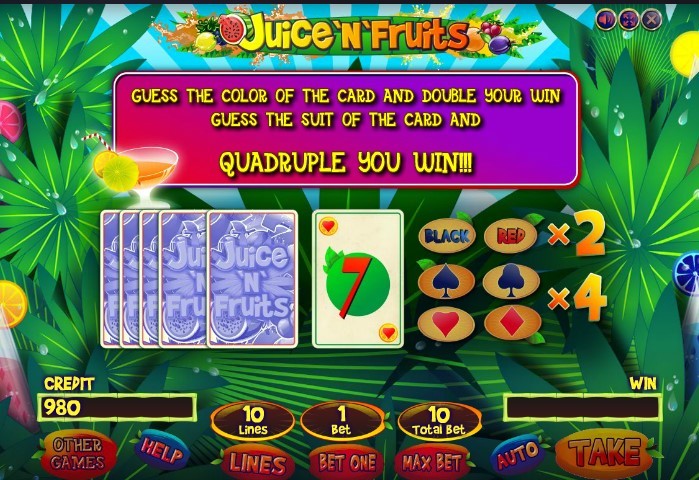 Juice 'N' Fruits
GUESS THE COLOR OF THE CARD AND DOUBLE YOUR WIN
GUESS THE SUIT OF THE CARD AND
QUADRUPLE YOU WIN!!!
Juice
'N'
Fruits
7
BLACK
RED
x2
x4
CREDIT
980
10
Lines
1
Bet
10
Total Bet
WIN
OTHER
GAMES
HELP
LINES
BET ONE
MAX BET
AUTO
TAKE